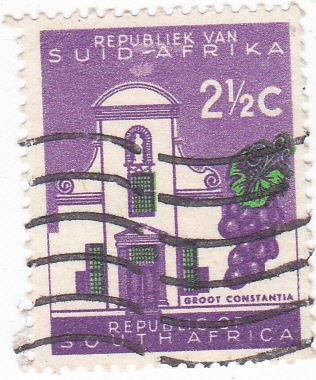 REPUBLIEK VAN
SUID-AFRIKA
2½C
GROOT CONSTANTIA
REPUBLIC OF
SOUTH AFRICA